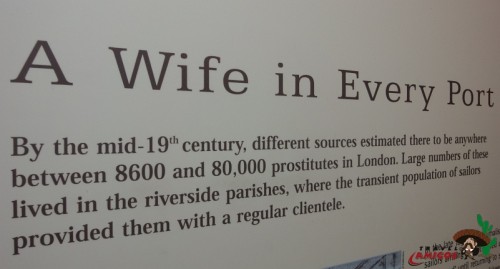 A Wife in Every Port
By the mid-19th century, different sources estimated there to be anywhere
between 8600 and 80,000 prostitutes in London. Large numbers of these
lived in the riverside parishes, where the transient population of sailors
provided them with a regular clientele.